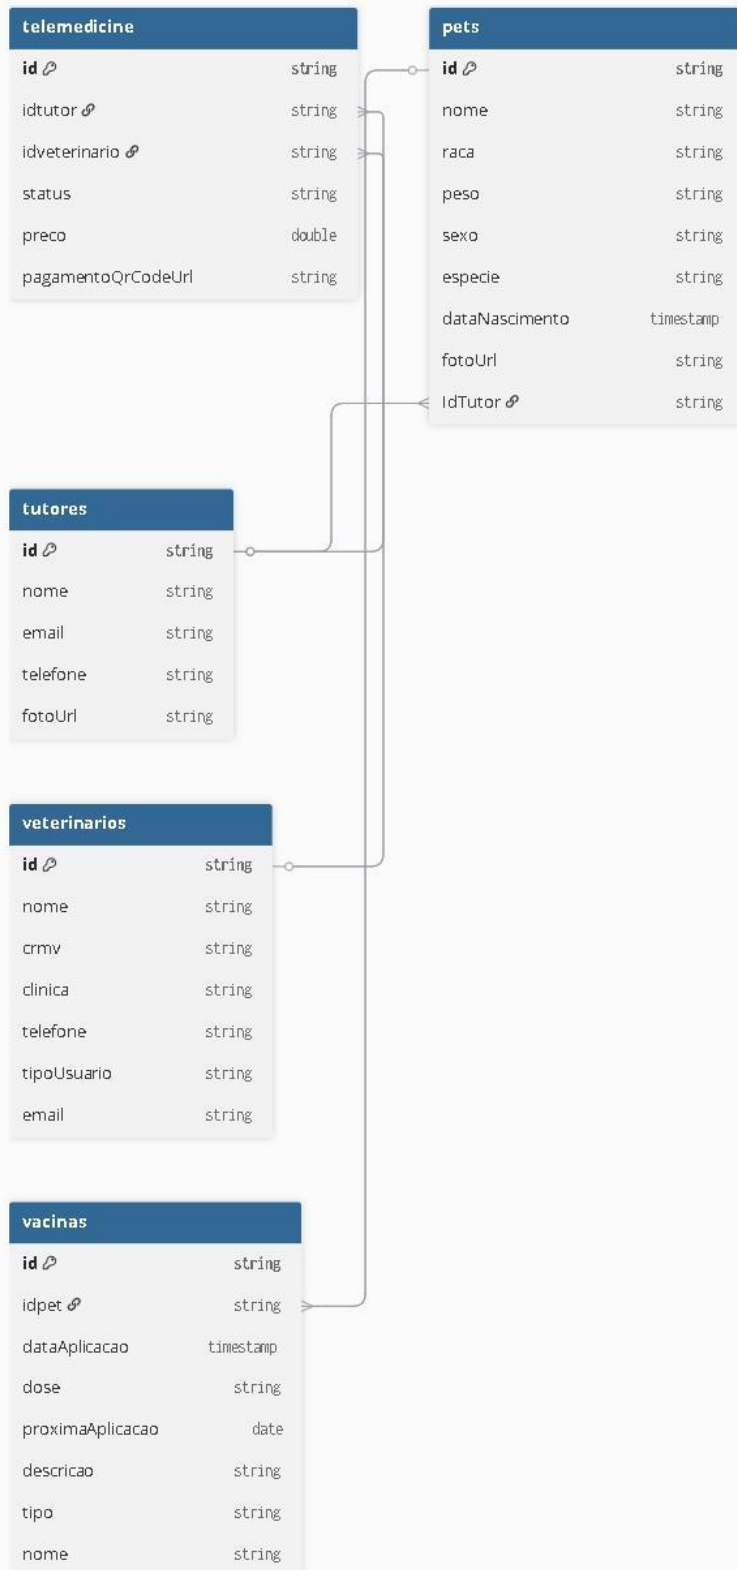 telemedicine
id string
idtutor string
idveterinario string
status string
preco double
pagamentoQrCodeUrl string
pets
id string
nome string
raca string
peso string
sexo string
especie string
dataNascimento timestamp
fotoUrl string
IdTutor string
tutores
id string
nome string
email string
telefone string
fotoUrl string
veterinarios
id string
nome string
crmv string
clinica string
telefone string
tipoUsuario string
email string
vacinas
id string
idpet string
dataAplicacao timestamp
dose string
proximaAplicacao date
descricao string
tipo string
nome string